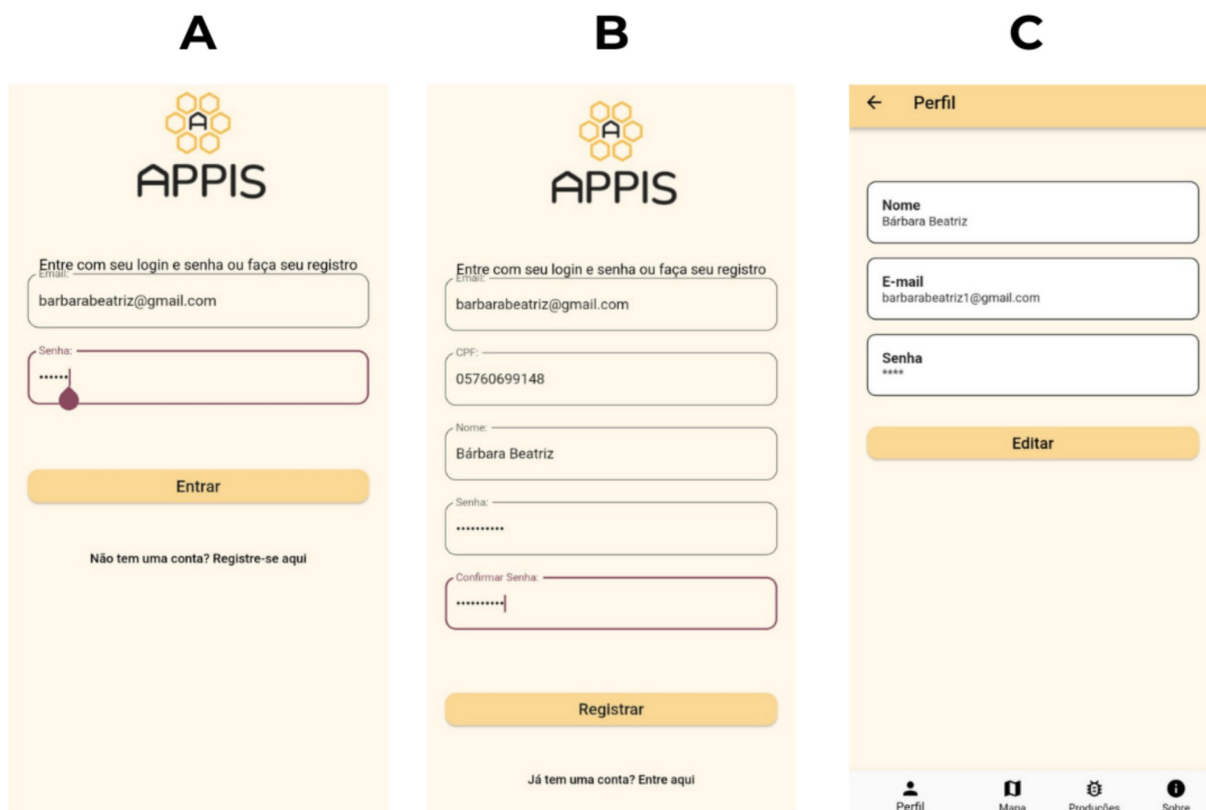 A
APPIS
Entre com seu login e senha ou faça seu registro
Email:
barbarabeatriz@gmail.com
Senha:
••••••
Entrar
Não tem uma conta? Registre-se aqui
B
APPIS
Entre com seu login e senha ou faça seu registro
Email:
barbarabeatriz@gmail.com
CPF:
05760699148
Nome:
Bárbara Beatriz
Senha:
••••••••••
Confirmar Senha:
••••••••••
Registrar
Já tem uma conta? Entre aqui
C
← Perfil
Nome
Bárbara Beatriz
E-mail
barbarabeatriz1@gmail.com
Senha
****
Editar
Perfil Mapa Produções Sobre